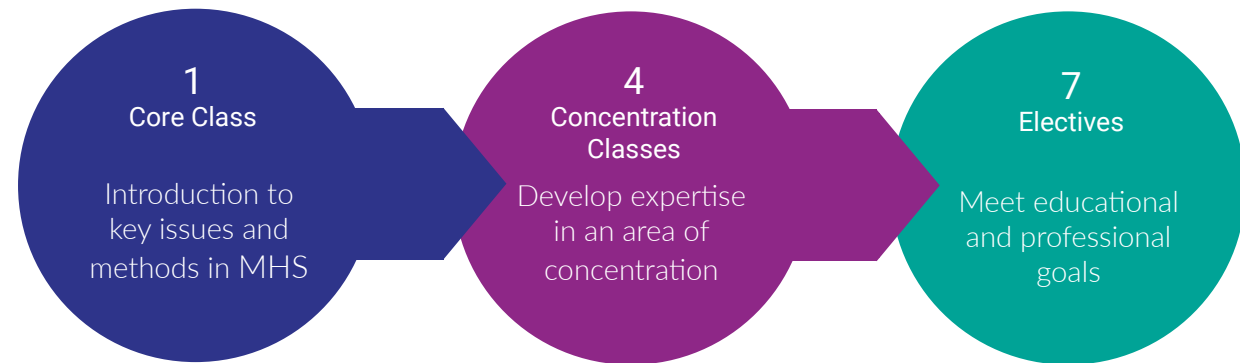 1
Core Class
Introduction to
key issues and
methods in MHS
4
Concentration
Classes
Develop expertise
in an area of
concentration
7
Electives
Meet educational
and professional
goals